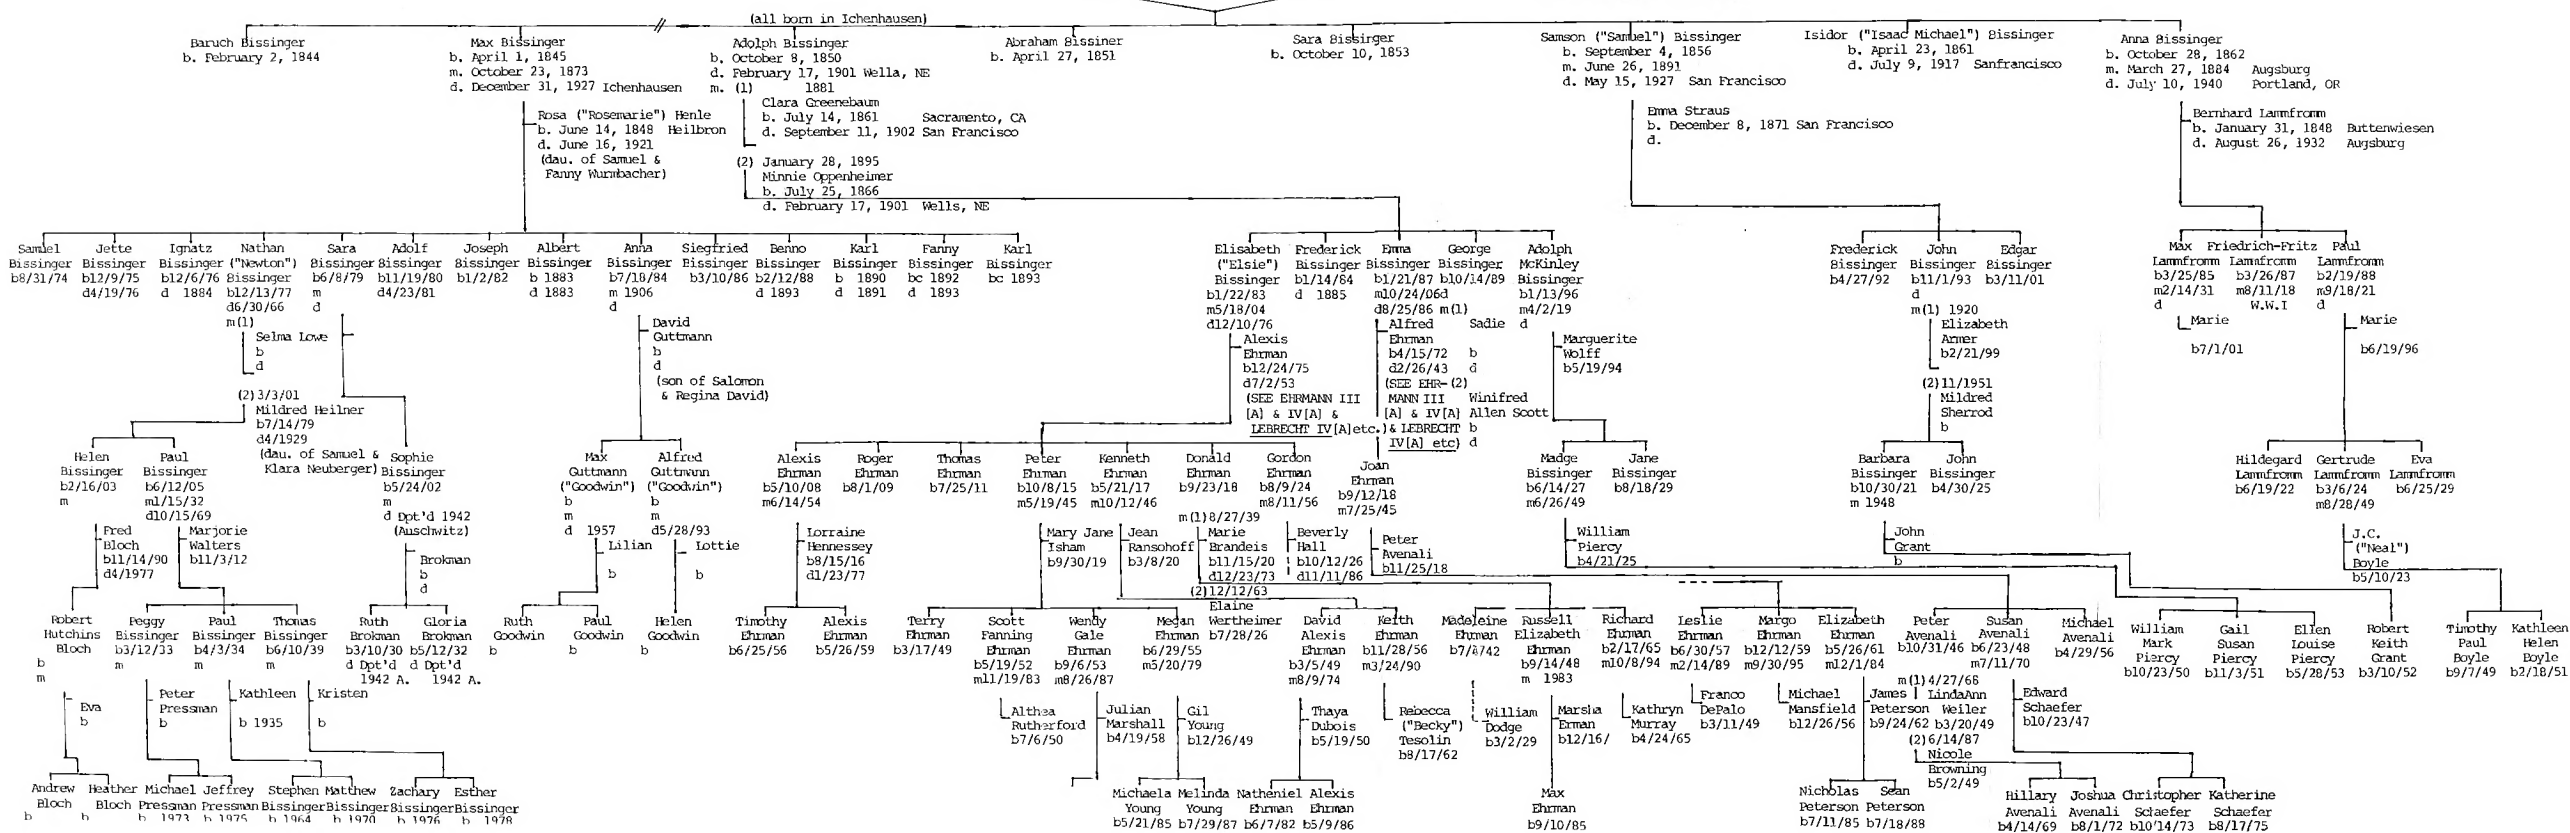 (all born in Ichenhausen)
Baruch Bissinger
b. February 2, 1844
Max Bissinger
b. April 1, 1845
m. October 23, 1873
d. December 31, 1927 Ichenhausen
Rosa ("Rosemarie") Henle
b. June 14, 1848 Heilbron
d. June 16, 1921
(dau. of Samuel &
Fanny Wurmbacher)
Adolph Bissinger
b. October 8, 1850
d. February 17, 1901 Wella, NE
m. (1) 1881
Clara Greenebaum
b. July 14, 1861 Sacramento, CA
d. September 11, 1902 San Francisco
(2) January 28, 1895
Minnie Oppenheimer
b. July 25, 1866
d. February 17, 1901 Wells, NE
Abraham Bissiner
b. April 27, 1851
Sara Bissinger
b. October 10, 1853
Samson ("Samuel") Bissinger
b. September 4, 1856
m. June 26, 1891
d. May 15, 1927 San Francisco
Emma Straus
b. December 8, 1871 San Francisco
d.
Isidor ("Isaac Michael") Bissinger
b. April 23, 1861
d. July 9, 1917 Sanfrancisco
Anna Bissinger
b. October 28, 1862
m. March 27, 1884 Augsburg
d. July 10, 1940 Portland, OR
Bernhard Lammfromm
b. January 31, 1848 Buttenwiesen
d. August 26, 1932 Augsburg
Samuel
Bissinger
b8/31/74
Jette
Bissinger
b12/9/75
d4/19/76
Ignatz
Bissinger
b12/6/76
d 1884
Nathan
("Newton")
Bissinger
b12/13/77
d6/30/66
m(1)
Selma Lowe
b
d
(2)3/3/01
Mildred Heilner
b7/14/79
d4/1929
(dau. of Samuel &
Klara Neuberger)
Sara
Bissinger
b6/8/79
m
d
Adolf
Bissinger
b11/19/80
d4/23/81
Joseph
Bissinger
b1/2/82
Albert
Bissinger
b 1883
d 1883
Anna
Bissinger
b7/18/84
m 1906
d
David
Guttmann
b
d
(son of Salomon
& Regina David)
Siegfried
Bissinger
b3/10/86
Benno
Bissinger
b2/12/88
d 1893
Karl
Bissinger
b 1890
d 1891
Fanny
Bissinger
bc 1892
d 1893
Karl
Bissinger
bc 1893
Elisabeth
("Elsie")
Bissinger
b1/22/83
m5/18/04
d12/10/76
Alexis
Ehrman
b12/24/75
d7/2/53
(SEE EHRMANN III
[A] & IV[A] &
LEBRECHT IV[A]etc.)
Frederick
Bissinger
b1/14/84
d 1885
Emma
Bissinger
b1/21/87
m10/24/06
d8/25/86
Alfred
Ehrman
b4/15/72
d2/26/43
(SEE EHR-
MANN III
[A] & IV[A]
& LEBRECHT
IV[A] etc)
George
Bissinger
b10/14/89
d
m(1)
Sadie
b
d
(2)
Winifred
Allen Scott
b
d
Adolph
McKinley
Bissinger
b1/13/96
m4/2/19
d
Marguerite
Wolff
b5/19/94
Frederick
Bissinger
b4/27/92
John
Bissinger
b11/1/93
d
m(1) 1920
Elizabeth
Armer
b2/21/99
(2)11/1951
Mildred
Sherrod
b
Edgar
Bissinger
b3/11/01
Max
Lammfromm
b3/25/85
m2/14/31
d
Marie
b7/1/01
Friedrich-Fritz
Lammfromm
b3/26/87
m8/11/18
W.W.I
Paul
Lammfromm
b2/19/88
m9/18/21
d
Marie
b6/19/96
Helen
Bissinger
b2/16/03
m
Fred
Bloch
b11/14/90
d4/1977
Paul
Bissinger
b6/12/05
m1/15/32
d10/15/69
Marjorie
Walters
b11/3/12
Sophie
Bissinger
b5/24/02
m
d Dpt'd 1942
(Auschwitz)
Brokman
b
d
Max
Guttmann
("Goodwin")
b
m
d 1957
Lilian
b
Alfred
Guttmann
("Goodwin")
b
m
d5/28/93
Lottie
b
Alexis
Ehrman
b5/10/08
m6/14/54
Lorraine
Hennessey
b8/15/16
d1/23/77
Roger
Ehrman
b8/1/09
Thomas
Ehrman
b7/25/11
Peter
Ehrman
b10/8/15
m5/19/45
Mary Jane
Isham
b9/30/19
Kenneth
Ehrman
b5/21/17
m10/12/46
Jean
Ransohoff
b3/8/20
Donald
Ehrman
b9/23/18
m(1)8/27/39
Marie
Brandeis
b11/15/20
d12/23/73
(2)12/12/63
Elaine
Wertheimer
b7/28/26
Gordon
Ehrman
b8/9/24
m8/11/56
Beverly
Hall
b10/12/26
d11/11/86
Joan
Ehrman
b9/12/18
m7/25/45
Peter
Avenali
b11/25/18
Madge
Bissinger
b6/14/27
m6/26/49
William
Piercy
b4/21/25
Jane
Bissinger
b8/18/29
Barbara
Bissinger
b10/30/21
m 1948
John
Grant
b
John
Bissinger
b4/30/25
Hildegard
Lammfromm
b6/19/22
Gertrude
Lammfromm
b3/6/24
m8/28/49
J.C.
("Neal")
Boyle
b5/10/23
Eva
Lammfromm
b6/25/29
Robert
Hutchins
Bloch
b
m
Eva
b
Peggy
Bissinger
b3/12/33
m
Peter
Pressman
b
Paul
Bissinger
b4/3/34
m
Kathleen
b 1935
Thomas
Bissinger
b6/10/39
m
Kristen
b
Ruth
Brokman
b3/10/30
d Dpt'd
1942 A.
Gloria
Brokman
b5/12/32
d Dpt'd
1942 A.
Ruth
Goodwin
b
Paul
Goodwin
b
Helen
Goodwin
b
Timothy
Ehrman
b6/25/56
Alexis
Ehrman
b5/26/59
Terry
Ehrman
b3/17/49
Scott
Fanning
Ehrman
b5/19/52
m11/19/83
Althea
Rutherford
b7/6/50
Wendy
Gale
Ehrman
b9/6/53
m8/26/87
Julian
Marshall
b4/19/58
Megan
Ehrman
b6/29/55
m5/20/79
Gil
Young
b12/26/49
David
Alexis
Ehrman
b3/5/49
m8/9/74
Thaya
Dubois
b5/19/50
Keith
Ehrman
b11/28/56
m3/24/90
Rebecca
("Becky")
Tesolin
b8/17/62
Madeleine
Ehrman
William
Dodge
b3/2/29
Russell
Elizabeth
Ehrman
b9/14/48
m 1983
Marsha
Erman
b12/16/
Richard
Ehrman
b2/17/65
m10/8/94
Kathryn
Murray
b4/24/65
Leslie
Ehrman
b6/30/57
m2/14/89
Franco
DePalo
b3/11/49
Margo
Ehrman
b12/12/59
m9/30/95
Michael
Mansfield
b12/26/56
Elizabeth
Ehrman
b5/26/61
m12/1/84
James
Peterson
b9/24/62
Peter
Avenali
b10/31/46
m(1)4/27/68
LindaAnn
Weiler
b3/20/49
(2)6/14/87
Nicole
Browning
b5/2/49
Susan
Avenali
b6/23/48
m7/11/70
Edward
Schaefer
b10/23/47
Michael
Avenali
b4/29/56
William
Mark
Piercy
b10/23/50
Gail
Susan
Piercy
b11/3/51
Ellen
Louise
Piercy
b5/28/53
Robert
Keith
Grant
b3/10/52
Timothy
Paul
Boyle
b9/7/49
Kathleen
Helen
Boyle
b2/18/51
Andrew
Bloch
b
Heather
Bloch
b
Michael
Pressman
b 1973
Jeffrey
Pressman
b 1975
Stephen
Bissinger
b 1964
Matthew
Bissinger
b 1970
Zachary
Bissinger
b 1976
Esther
Bissinger
b 1978
Michaela
Young
b5/21/85
Melinda
Young
b7/29/87
Natheniel
Ehrman
b6/7/82
Alexis
Ehrman
b5/9/86
Max
Ehrman
b9/10/85
Nicholas
Peterson
b7/11/85
Sean
Peterson
b7/18/88
Hillary
Avenali
b4/14/69
Joshua
Avenali
b8/1/72
Christopher
Schaefer
b10/14/73
Katherine
Schaefer
b8/17/75